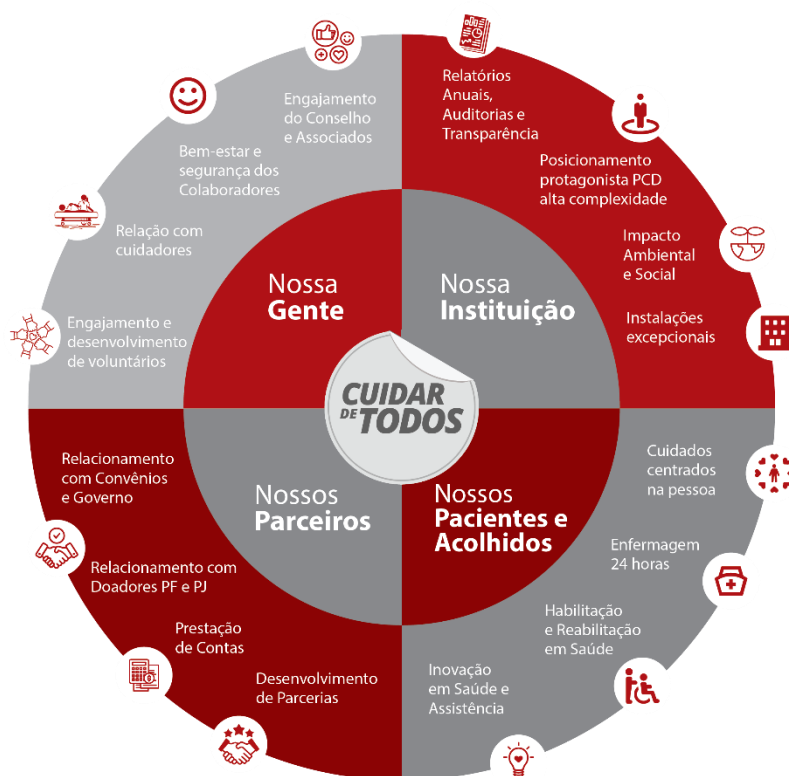 Engajamento
do Conselho
e Associados
Bem-estar e
segurança dos
Colaboradores
Relação com
cuidadores
Engajamento e
desenvolvimento
de voluntários
Nossa
Gente
Relatórios
Anuais,
Auditorias e
Transparência
Posicionamento
protagonista PCD
alta complexidade
Impacto
Ambiental
e Social
Instalações
excepcionais
Nossa
Instituição
CUIDAR
DE TODOS
Relacionamento
com Convênios
e Governo
Relacionamento com
Doadores PF e PJ
Prestação
de Contas
Desenvolvimento
de Parcerias
Nossos
Parceiros
Nossos
Pacientes e
Acolhidos
Cuidados
centrados
na pessoa
Enfermagem
24 horas
Habilitação
e Reabilitação
em Saúde
Inovação
em Saúde e
Assistência